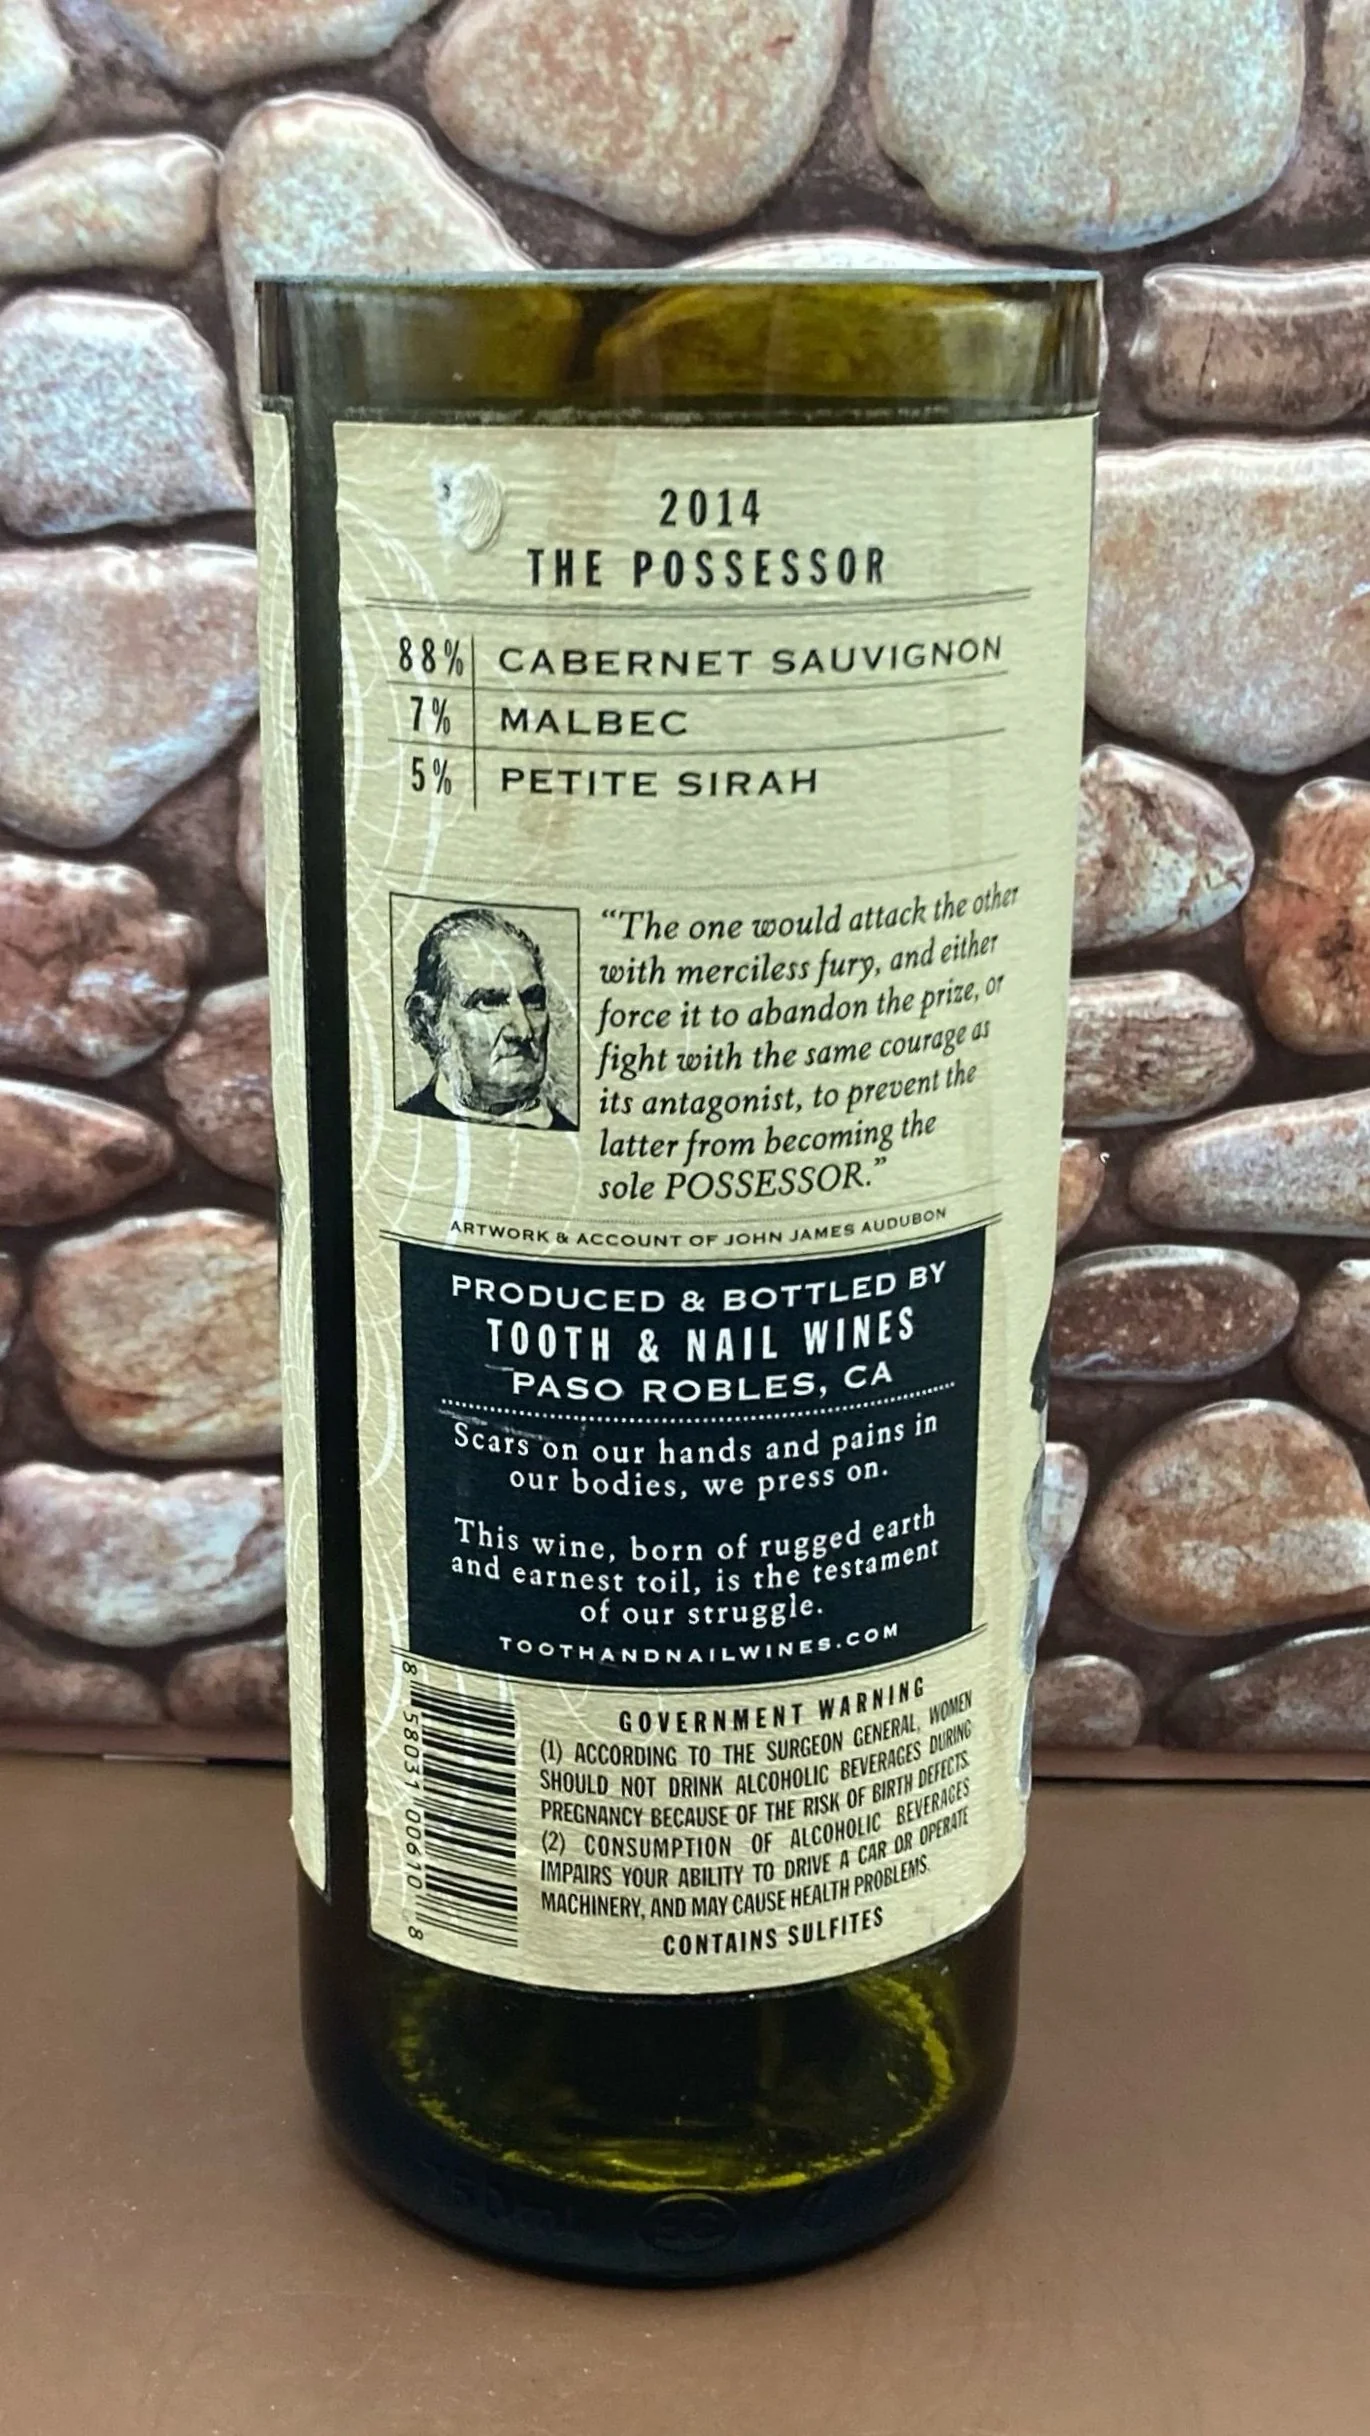 2014
THE POSSESSOR
88% CABERNET SAUVIGNON
7% MALBEC
5% PETITE SIRAH
“The one would attack the other
with merciless fury, and either
force it to abandon the prize, or
fight with the same courage as
its antagonist, to prevent the
latter from becoming the
sole POSSESSOR.”
ARTWORK & ACCOUNT OF JOHN JAMES AUDUBON
PRODUCED & BOTTLED BY
TOOTH & NAIL WINES
PASO ROBLES, CA
Scars on our hands and pains in
our bodies, we press on.
This wine, born of rugged earth
and earnest toil, is the testament
of our struggle.
TOOTHANDNAILWINES.COM
8 58031 00610 8
GOVERNMENT WARNING
(1) ACCORDING TO THE SURGEON GENERAL, WOMEN
SHOULD NOT DRINK ALCOHOLIC BEVERAGES DURING
PREGNANCY BECAUSE OF THE RISK OF BIRTH DEFECTS.
(2) CONSUMPTION OF ALCOHOLIC BEVERAGES
IMPAIRS YOUR ABILITY TO DRIVE A CAR OR OPERATE
MACHINERY, AND MAY CAUSE HEALTH PROBLEMS.
CONTAINS SULFITES